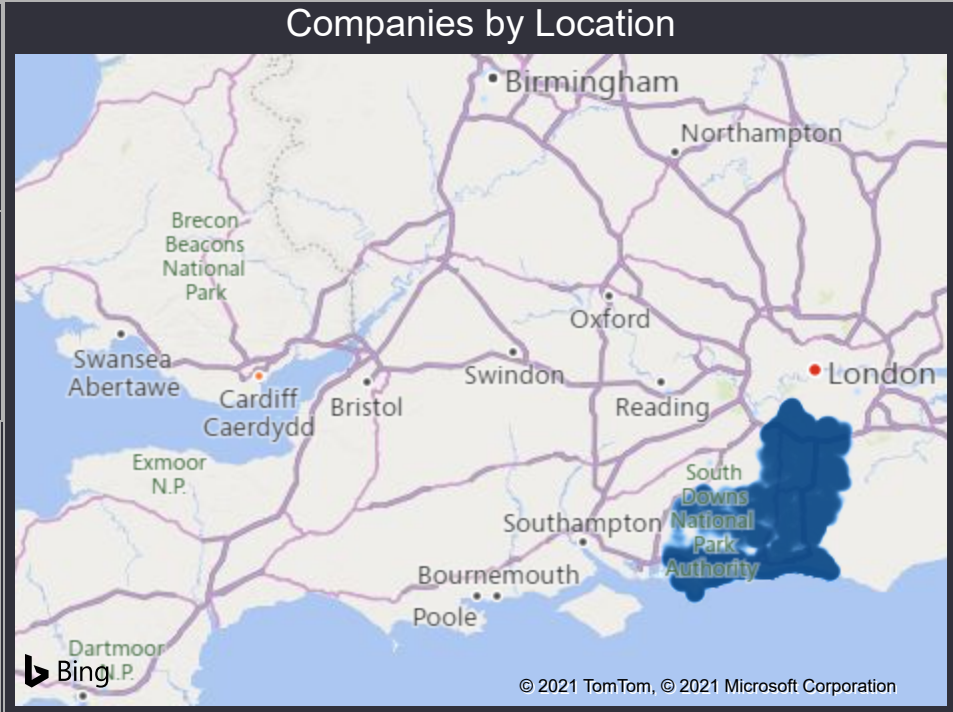 Companies by Location
Birmingham
Northampton
Brecon
Beacons
National
Park
Oxford
Swansea
Abertawe
Cardiff
Caerdydd
Bristol
Swindon
Reading
London
Exmoor
N.P.
South
Downs
National
Park
Authority
Southampton
Bournemouth
Poole
Dartmoor
N.P.
Bing
© 2021 TomTom, © 2021 Microsoft Corporation